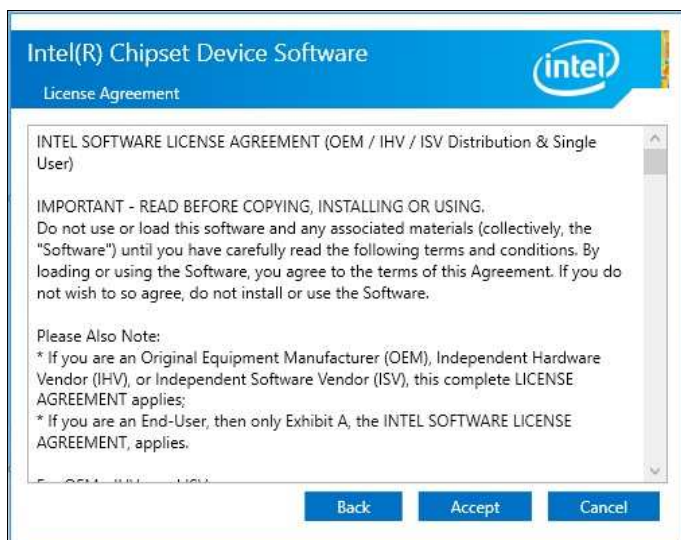 Intel(R) Chipset Device Software
intel
License Agreement
INTEL SOFTWARE LICENSE AGREEMENT (OEM / IHV / ISV Distribution & Single
User)
IMPORTANT - READ BEFORE COPYING, INSTALLING OR USING.
Do not use or load this software and any associated materials (collectively, the
"Software") until you have carefully read the following terms and conditions. By
loading or using the Software, you agree to the terms of this Agreement. If you do
not wish to so agree, do not install or use the Software.
Please Also Note:
* If you are an Original Equipment Manufacturer (OEM), Independent Hardware
Vendor (IHV), or Independent Software Vendor (ISV), this complete LICENSE
AGREEMENT applies;
* If you are an End-User, then only Exhibit A, the INTEL SOFTWARE LICENSE
AGREEMENT, applies.
Back Accept Cancel